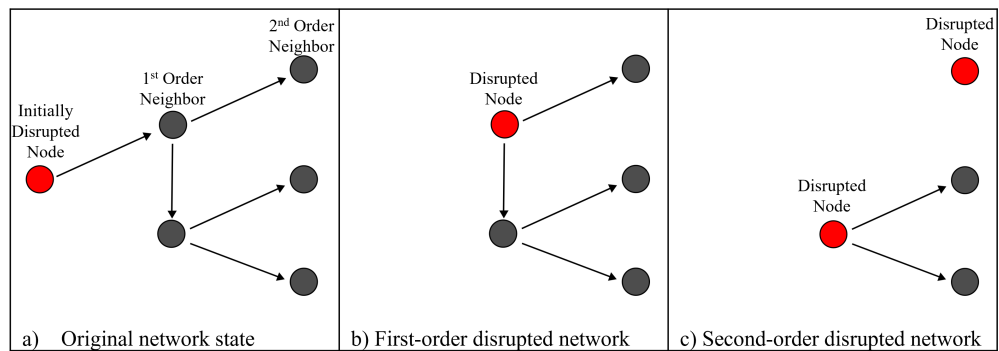 2nd Order
Neighbor
1st Order
Neighbor
Initially
Disrupted
Node
a) Original network state
Disrupted
Node
b) First-order disrupted network
Disrupted
Node
Disrupted
Node
c) Second-order disrupted network